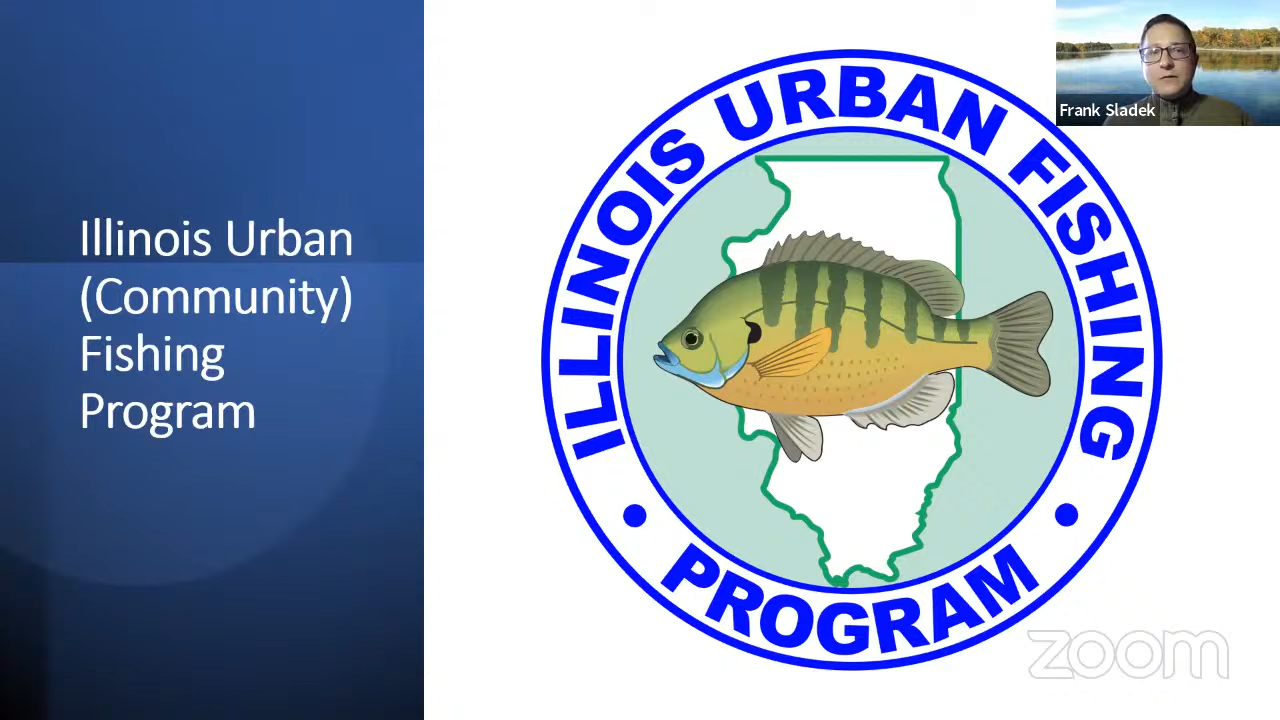 Illinois Urban
(Community)
Fishing
Program
ILLINOIS URBAN FISHING
• PROGRAM •
Frank Sladek
zoom